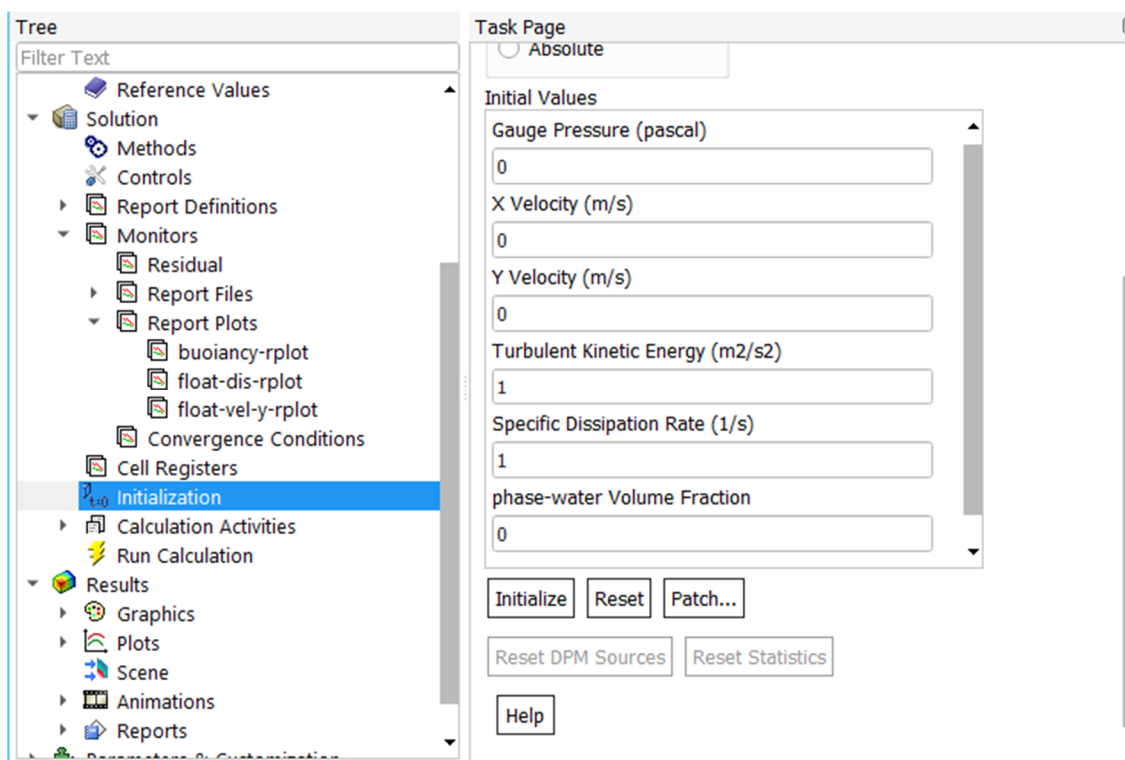 Tree
Filter Text
Reference Values
Solution
Methods
Controls
Report Definitions
Monitors
Residual
Report Files
Report Plots
buoiancy-rplot
float-dis-rplot
float-vel-y-rplot
Convergence Conditions
Cell Registers
t=0 Initialization
Calculation Activities
Run Calculation
Results
Graphics
Plots
Scene
Animations
Reports
Parameters & Customization
Task Page
Absolute
Initial Values
Gauge Pressure (pascal)
0
X Velocity (m/s)
0
Y Velocity (m/s)
0
Turbulent Kinetic Energy (m2/s2)
1
Specific Dissipation Rate (1/s)
1
phase-water Volume Fraction
0
Initialize Reset Patch...
Reset DPM Sources Reset Statistics
Help